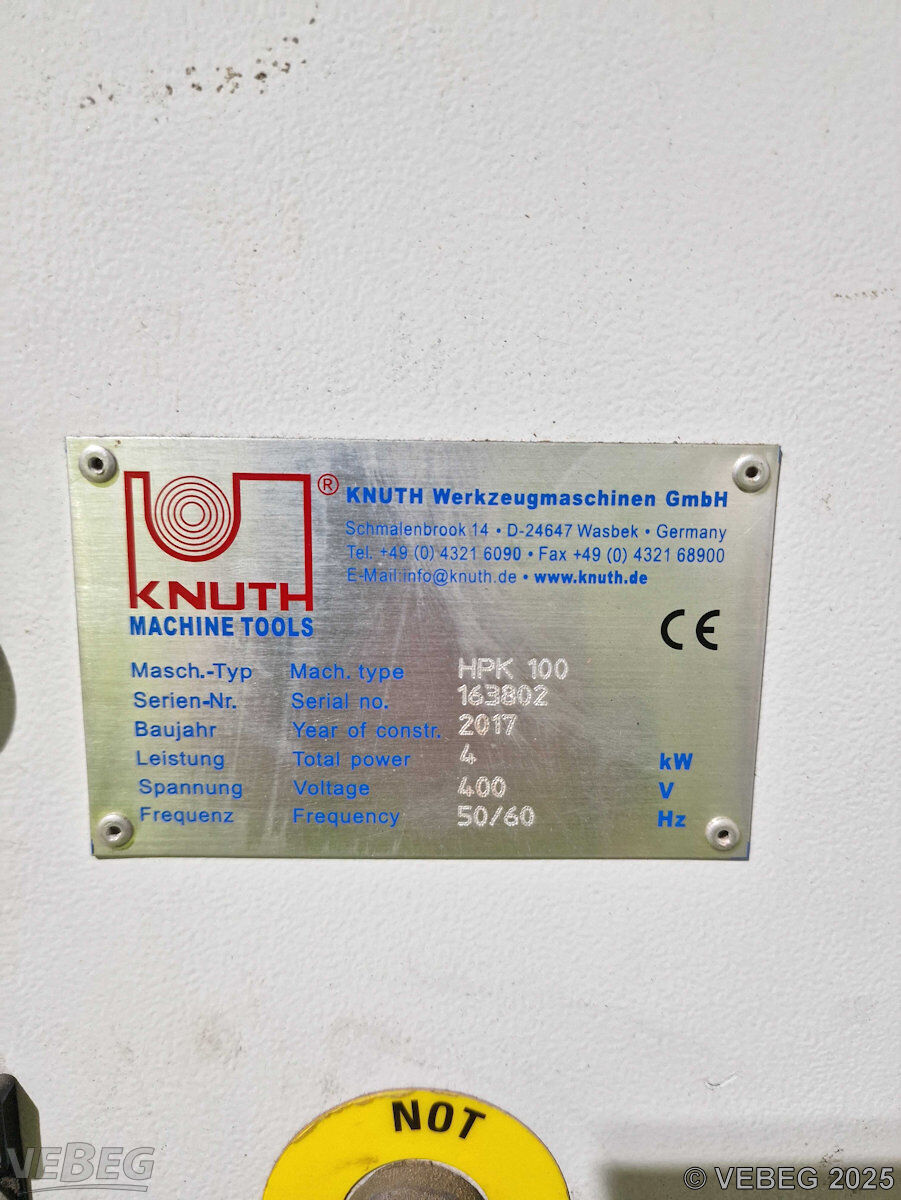 KNUTH ®
MACHINE TOOLS
KNUTH Werkzeugmaschinen GmbH
Schmalenbrook 14 • D-24647 Wasbek • Germany
Tel. +49 (0) 4321 6090 • Fax +49 (0) 4321 68900
E-Mail:info@knuth.de • www.knuth.de
CE
Masch.-Typ Mach. type HPK 100
Serien-Nr. Serial no. 163802
Baujahr Year of constr. 2017
Leistung Total power 4 kW
Spannung Voltage 400 V
Frequenz Frequency 50/60 Hz
NOT
VEBEG
© VEBEG 2025